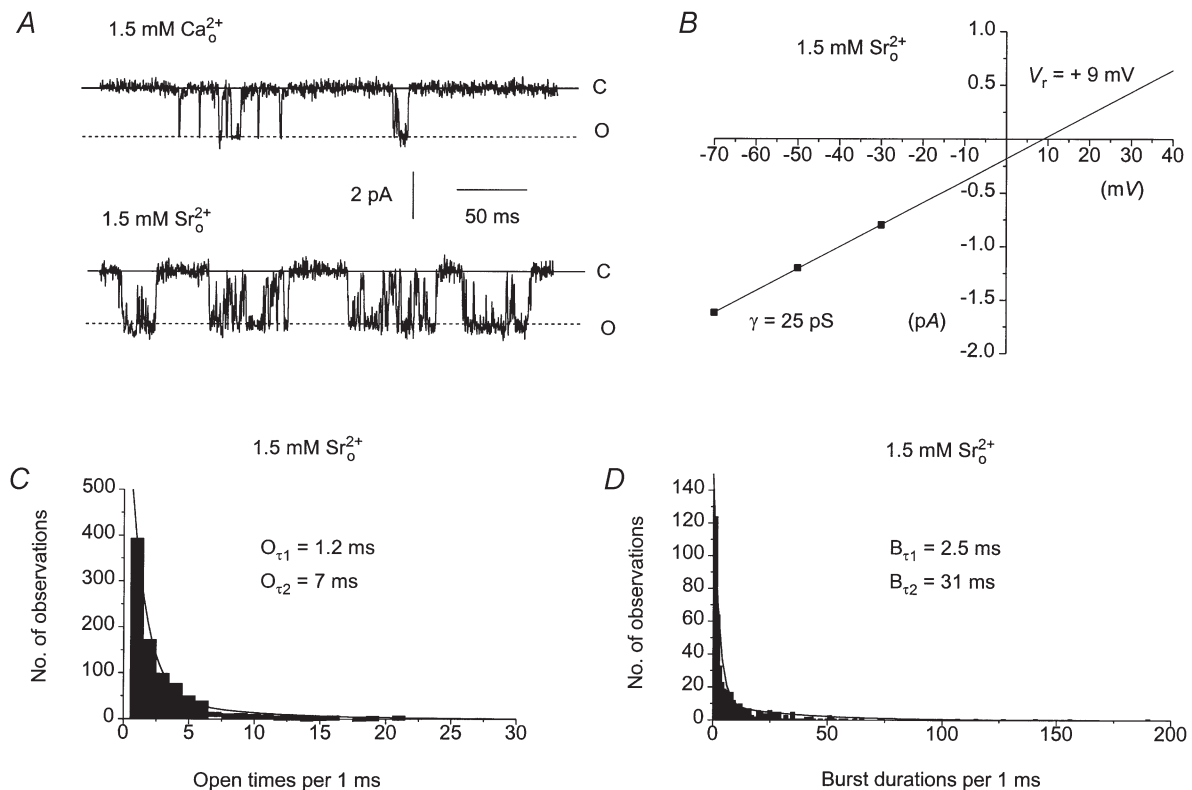 A
1.5 mM Ca²⁺ₒ
C
O
2 pA
50 ms
1.5 mM Sr²⁺ₒ
C
O
B
1.5 mM Sr²⁺ₒ
1.0
0.5
Vᵣ = + 9 mV
-70 -60 -50 -40 -30 -20 -10 10 20 30 40
(mV)
-0.5
-1.0
-1.5
-2.0
γ = 25 pS
(pA)
C
1.5 mM Sr²⁺ₒ
500
400
300
200
100
0
No. of observations
Oτ1 = 1.2 ms
Oτ2 = 7 ms
0 5 10 15 20 25 30
Open times per 1 ms
D
1.5 mM Sr²⁺ₒ
140
120
100
80
60
40
20
0
No. of observations
Bτ1 = 2.5 ms
Bτ2 = 31 ms
0 50 100 150 200
Burst durations per 1 ms